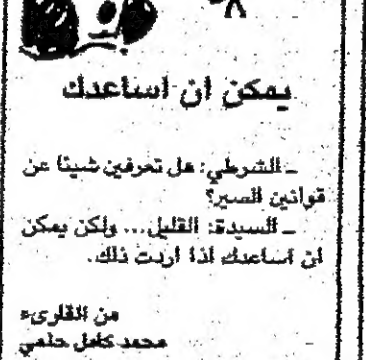 يمكن ان اساعدك
ـ الشرطي: هل تعرفين شيئا عن
قوانين السير؟
ـ السيدة: القليل... ولكن يمكن
ان اساعدك اذا اردت ذلك.
من القارىء
محمد كامل حلمي